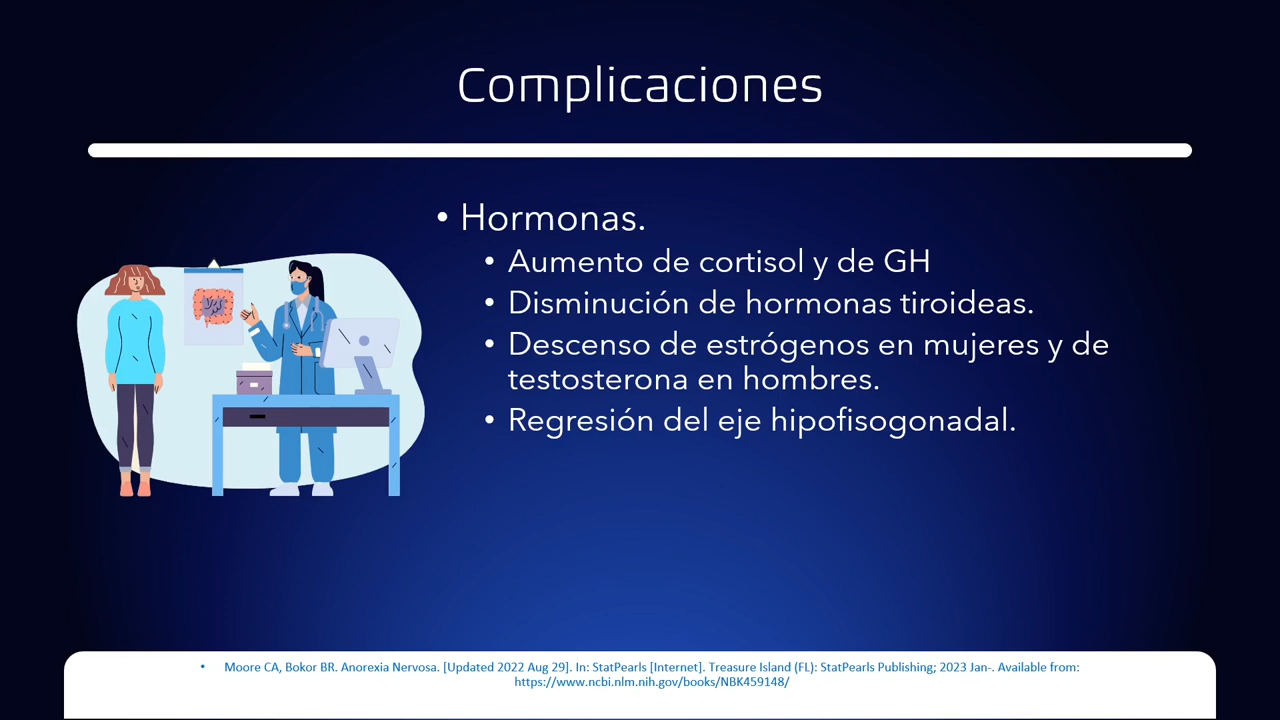 Complicaciones
• Hormonas.
• Aumento de cortisol y de GH
• Disminución de hormonas tiroideas.
• Descenso de estrógenos en mujeres y de
testosterona en hombres.
• Regresión del eje hipofisogonadal.
• Moore CA, Bokor BR. Anorexia Nervosa. [Updated 2022 Aug 29]. In: StatPearls [Internet]. Treasure Island (FL): StatPearls Publishing; 2023 Jan-. Available from:
https://www.ncbi.nlm.nih.gov/books/NBK459148/